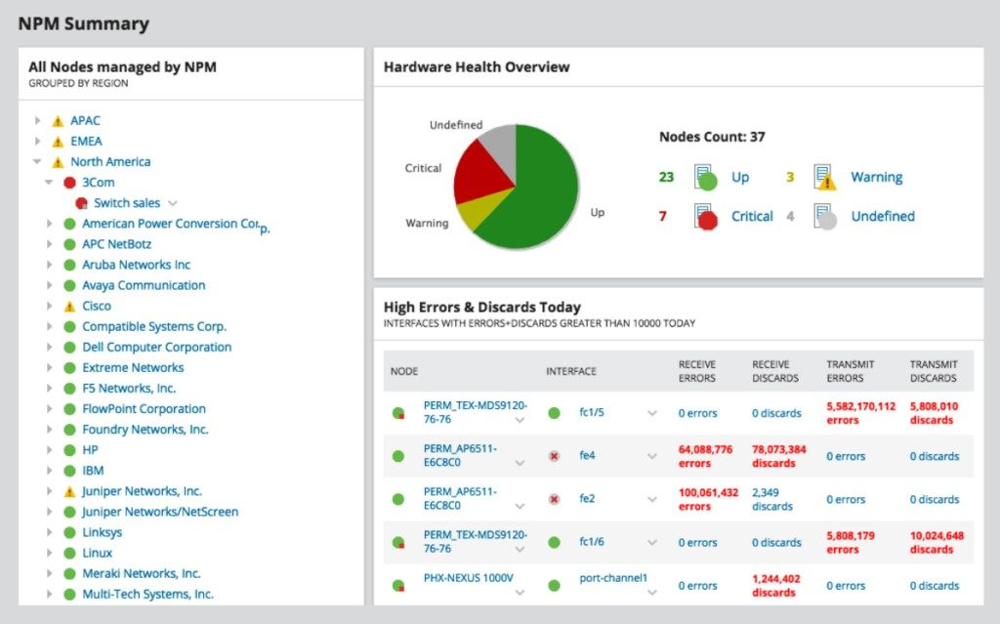 NPM Summary
All Nodes managed by NPM
GROUPED BY REGION
APAC
EMEA
North America
3Com
Switch sales
American Power Conversion Corp.
APC NetBotz
Aruba Networks Inc
Avaya Communication
Cisco
Compatible Systems Corp.
Dell Computer Corporation
Extreme Networks
F5 Networks, Inc.
FlowPoint Corporation
Foundry Networks, Inc.
HP
IBM
Juniper Networks, Inc.
Juniper Networks/NetScreen
Linksys
Linux
Meraki Networks, Inc.
Multi-Tech Systems, Inc.
Hardware Health Overview
Undefined
Critical
Warning
Up
Nodes Count: 37
23 Up 3 Warning
7 Critical 4 Undefined
High Errors & Discards Today
INTERFACES WITH ERRORS+DISCARDS GREATER THAN 10000 TODAY
NODE INTERFACE RECEIVE ERRORS RECEIVE DISCARDS TRANSMIT ERRORS TRANSMIT DISCARDS
PERM_TEX-MDS9120-76-76 fc1/5 0 errors 0 discards 5,582,170,112 errors 5,808,010 discards
PERM_AP6511-E6C8C0 fe4 64,088,776 errors 78,073,384 discards 0 errors 0 discards
PERM_AP6511-E6C8C0 fe2 100,061,432 errors 2,349 discards 0 errors 0 discards
PERM_TEX-MDS9120-76-76 fc1/6 0 errors 0 discards 5,808,179 errors 10,024,648 discards
PHX-NEXUS 1000V port-channel1 0 errors 1,244,402 discards 0 errors 0 discards